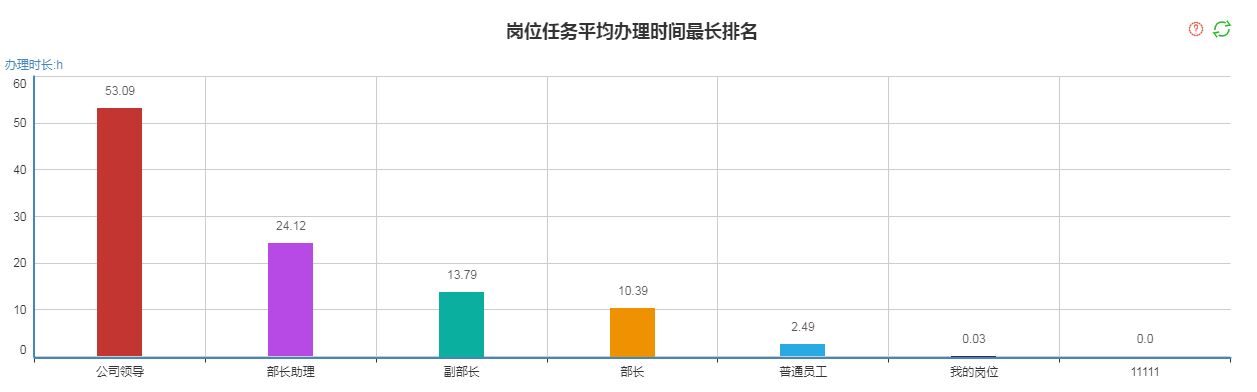 岗位任务平均办理时间最长排名
办理时长:h
60
50
40
30
20
10
0
53.09
24.12
13.79
10.39
2.49
0.03
0.0
公司领导
部长助理
副部长
部长
普通员工
我的岗位
11111